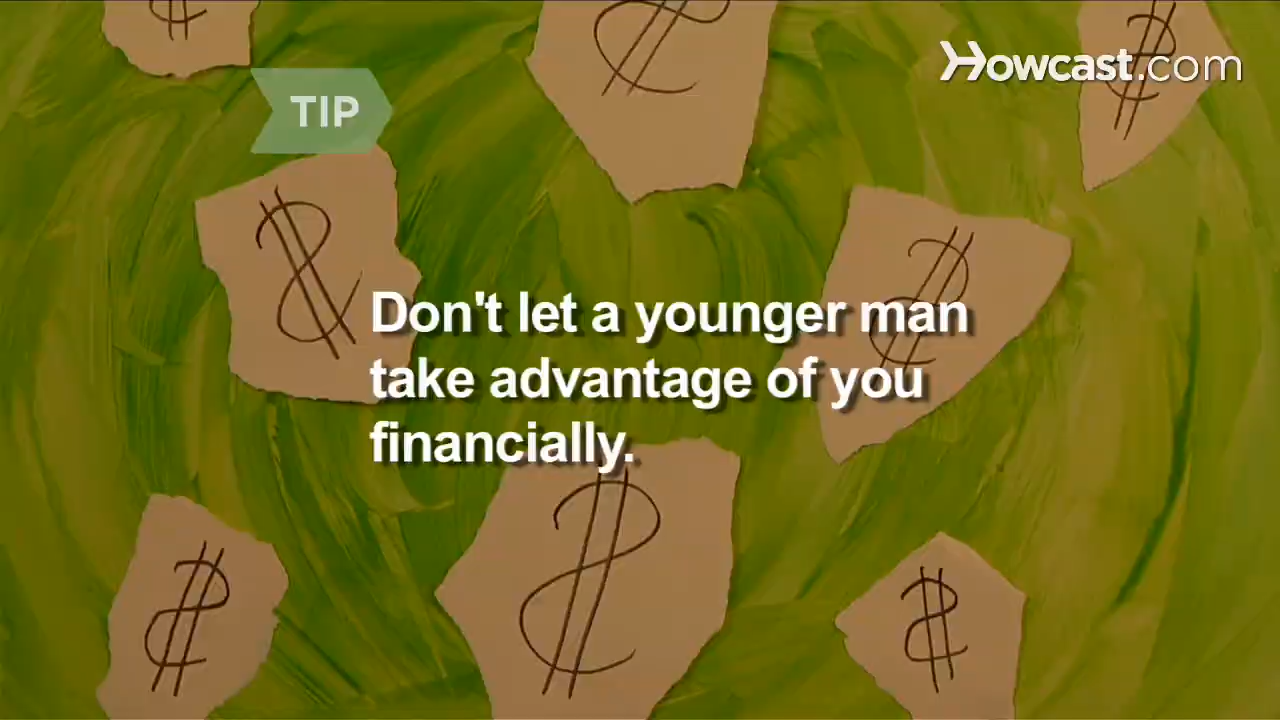 Howcast.com
TIP
$
$
$
$
$
$
$
$
Don't let a younger man
take advantage of you
financially.